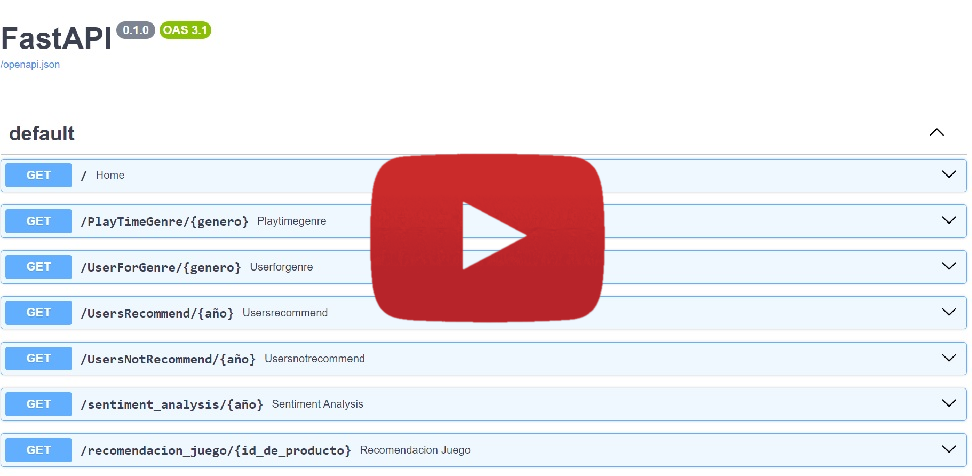 FastAPI 0.1.0 OAS 3.1
/openapi.json
default
GET / Home
GET /PlayTimeGenre/{genero} Playtimegenre
GET /UserForGenre/{genero} Userforgenre
GET /UsersRecommend/{año} Usersrecommend
GET /UsersNotRecommend/{año} Usersnotrecommend
GET /sentiment_analysis/{año} Sentiment Analysis
GET /recomendacion_juego/{id_de_producto} Recomendacion Juego